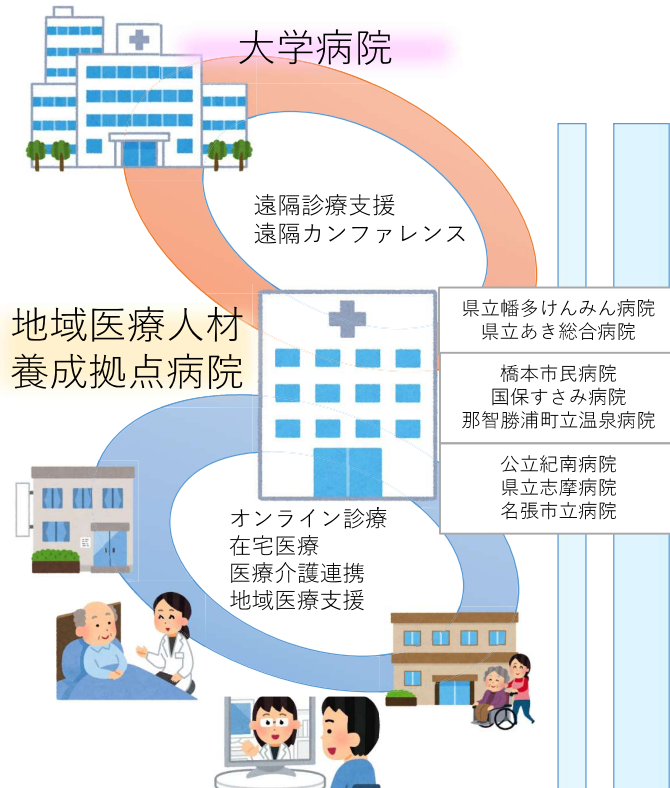 大学病院
遠隔診療支援
遠隔カンファレンス
地域医療人材
養成拠点病院
県立幡多けんみん病院
県立あき総合病院
橋本市民病院
国保すさみ病院
那智勝浦町立温泉病院
公立紀南病院
県立志摩病院
名張市立病院
オンライン診療
在宅医療
医療介護連携
地域医療支援